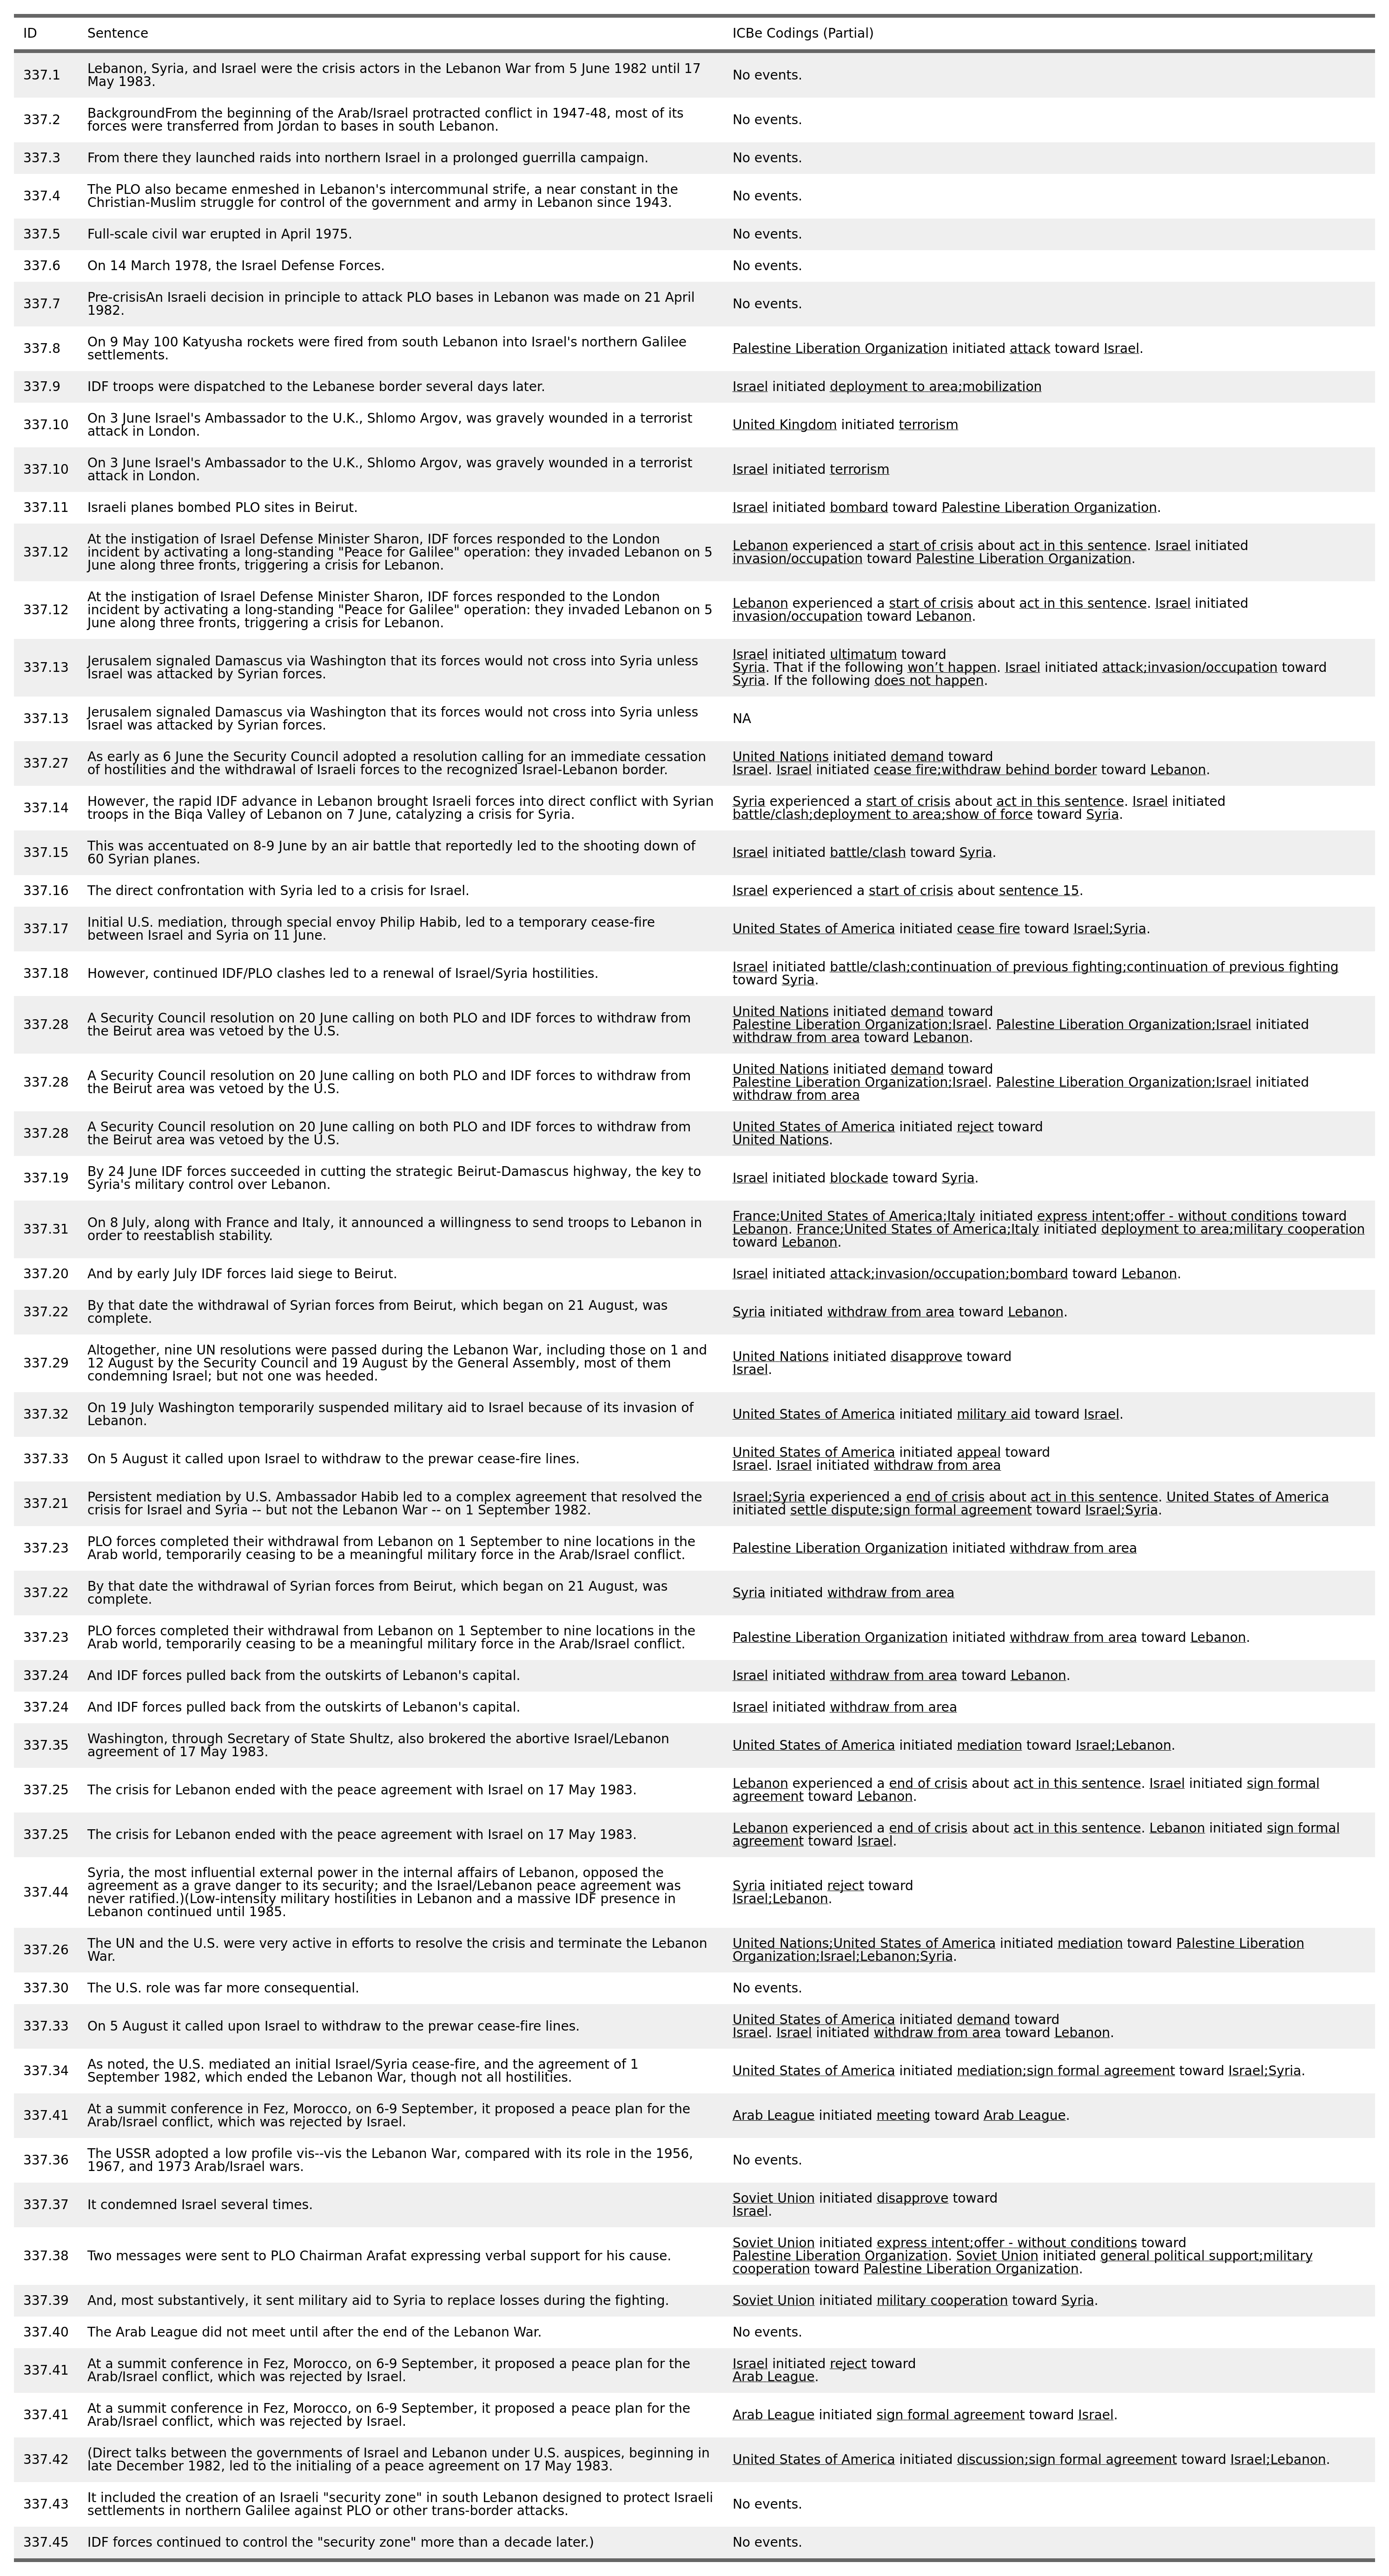 ID Sentence ICBe Codings (Partial)
337.1 Lebanon, Syria, and Israel were the crisis actors in the Lebanon War from 5 June 1982 until 17
May 1983.
No events.
337.2 BackgroundFrom the beginning of the Arab/Israel protracted conflict in 1947-48, most of its
forces were transferred from Jordan to bases in south Lebanon.
No events.
337.3 From there they launched raids into northern Israel in a prolonged guerrilla campaign. No events.
337.4 The PLO also became enmeshed in Lebanon's intercommunal strife, a near constant in the
Christian-Muslim struggle for control of the government and army in Lebanon since 1943.
No events.
337.5 Full-scale civil war erupted in April 1975. No events.
337.6 On 14 March 1978, the Israel Defense Forces. No events.
337.7 Pre-crisisAn Israeli decision in principle to attack PLO bases in Lebanon was made on 21 April
1982.
No events.
337.8 On 9 May 100 Katyusha rockets were fired from south Lebanon into Israel's northern Galilee
settlements.
Palestine Liberation Organization initiated attack toward Israel.
337.9 IDF troops were dispatched to the Lebanese border several days later. Israel initiated deployment to area;mobilization
337.10 On 3 June Israel's Ambassador to the U.K., Shlomo Argov, was gravely wounded in a terrorist
attack in London.
United Kingdom initiated terrorism
337.10 On 3 June Israel's Ambassador to the U.K., Shlomo Argov, was gravely wounded in a terrorist
attack in London.
Israel initiated terrorism
337.11 Israeli planes bombed PLO sites in Beirut. Israel initiated bombard toward Palestine Liberation Organization.
337.12 At the instigation of Israel Defense Minister Sharon, IDF forces responded to the London
incident by activating a long-standing "Peace for Galilee" operation: they invaded Lebanon on 5
June along three fronts, triggering a crisis for Lebanon.
Lebanon experienced a start of crisis about act in this sentence. Israel initiated
invasion/occupation toward Palestine Liberation Organization.
337.12 At the instigation of Israel Defense Minister Sharon, IDF forces responded to the London
incident by activating a long-standing "Peace for Galilee" operation: they invaded Lebanon on 5
June along three fronts, triggering a crisis for Lebanon.
Lebanon experienced a start of crisis about act in this sentence. Israel initiated
invasion/occupation toward Lebanon.
337.13 Jerusalem signaled Damascus via Washington that its forces would not cross into Syria unless
Israel was attacked by Syrian forces.
Israel initiated ultimatum toward
Syria. That if the following won't happen. Israel initiated attack;invasion/occupation toward
Syria. If the following does not happen.
337.13 Jerusalem signaled Damascus via Washington that its forces would not cross into Syria unless
Israel was attacked by Syrian forces.
NA
337.27 As early as 6 June the Security Council adopted a resolution calling for an immediate cessation
of hostilities and the withdrawal of Israeli forces to the recognized Israel-Lebanon border.
United Nations initiated demand toward
Israel. Israel initiated cease fire;withdraw behind border toward Lebanon.
337.14 However, the rapid IDF advance in Lebanon brought Israeli forces into direct conflict with Syrian
troops in the Biqa Valley of Lebanon on 7 June, catalyzing a crisis for Syria.
Syria experienced a start of crisis about act in this sentence. Israel initiated
battle/clash;deployment to area;show of force toward Syria.
337.15 This was accentuated on 8-9 June by an air battle that reportedly led to the shooting down of
60 Syrian planes.
Israel initiated battle/clash toward Syria.
337.16 The direct confrontation with Syria led to a crisis for Israel. Israel experienced a start of crisis about sentence 15.
337.17 Initial U.S. mediation, through special envoy Philip Habib, led to a temporary cease-fire
between Israel and Syria on 11 June.
United States of America initiated cease fire toward Israel;Syria.
337.18 However, continued IDF/PLO clashes led to a renewal of Israel/Syria hostilities.
Israel initiated battle/clash;continuation of previous fighting;continuation of previous fighting
toward Syria.
337.28 A Security Council resolution on 20 June calling on both PLO and IDF forces to withdraw from
the Beirut area was vetoed by the U.S.
United Nations initiated demand toward
Palestine Liberation Organization;Israel. Palestine Liberation Organization;Israel initiated
withdraw from area toward Lebanon.
337.28 A Security Council resolution on 20 June calling on both PLO and IDF forces to withdraw from
the Beirut area was vetoed by the U.S.
United Nations initiated demand toward
Palestine Liberation Organization;Israel. Palestine Liberation Organization;Israel initiated
withdraw from area
337.28 A Security Council resolution on 20 June calling on both PLO and IDF forces to withdraw from
the Beirut area was vetoed by the U.S.
United States of America initiated reject toward
United Nations.
337.19 By 24 June IDF forces succeeded in cutting the strategic Beirut-Damascus highway, the key to
Syria's military control over Lebanon.
Israel initiated blockade toward Syria.
337.31 On 8 July, along with France and Italy, it announced a willingness to send troops to Lebanon in
order to reestablish stability.
France;United States of America;Italy initiated express intent;offer - without conditions toward
Lebanon. France;United States of America;Italy initiated deployment to area;military cooperation
toward Lebanon.
337.20 And by early July IDF forces laid siege to Beirut. Israel initiated attack;invasion/occupation;bombard toward Lebanon.
337.22 By that date the withdrawal of Syrian forces from Beirut, which began on 21 August, was
complete.
Syria initiated withdraw from area toward Lebanon.
337.29 Altogether, nine UN resolutions were passed during the Lebanon War, including those on 1 and
12 August by the Security Council and 19 August by the General Assembly, most of them
condemning Israel; but not one was heeded.
United Nations initiated disapprove toward
Israel.
337.32 On 19 July Washington temporarily suspended military aid to Israel because of its invasion of
Lebanon.
United States of America initiated military aid toward Israel.
337.33 On 5 August it called upon Israel to withdraw to the prewar cease-fire lines.
United States of America initiated appeal toward
Israel. Israel initiated withdraw from area
337.21 Persistent mediation by U.S. Ambassador Habib led to a complex agreement that resolved the
crisis for Israel and Syria -- but not the Lebanon War -- on 1 September 1982.
Israel;Syria experienced a end of crisis about act in this sentence. United States of America
initiated settle dispute;sign formal agreement toward Israel;Syria.
337.23 PLO forces completed their withdrawal from Lebanon on 1 September to nine locations in the
Arab world, temporarily ceasing to be a meaningful military force in the Arab/Israel conflict.
Palestine Liberation Organization initiated withdraw from area
337.22 By that date the withdrawal of Syrian forces from Beirut, which began on 21 August, was
complete.
Syria initiated withdraw from area
337.23 PLO forces completed their withdrawal from Lebanon on 1 September to nine locations in the
Arab world, temporarily ceasing to be a meaningful military force in the Arab/Israel conflict.
Palestine Liberation Organization initiated withdraw from area toward Lebanon.
337.24 And IDF forces pulled back from the outskirts of Lebanon's capital. Israel initiated withdraw from area toward Lebanon.
337.24 And IDF forces pulled back from the outskirts of Lebanon's capital. Israel initiated withdraw from area
337.35 Washington, through Secretary of State Shultz, also brokered the abortive Israel/Lebanon
agreement of 17 May 1983.
United States of America initiated mediation toward Israel;Lebanon.
337.25 The crisis for Lebanon ended with the peace agreement with Israel on 17 May 1983.
Lebanon experienced a end of crisis about act in this sentence. Israel initiated sign formal
agreement toward Lebanon.
337.25 The crisis for Lebanon ended with the peace agreement with Israel on 17 May 1983.
Lebanon experienced a end of crisis about act in this sentence. Lebanon initiated sign formal
agreement toward Israel.
337.44 Syria, the most influential external power in the internal affairs of Lebanon, opposed the
agreement as a grave danger to its security; and the Israel/Lebanon peace agreement was
never ratified.)(Low-intensity military hostilities in Lebanon and a massive IDF presence in
Lebanon continued until 1985.
Syria initiated reject toward
Israel;Lebanon.
337.26 The UN and the U.S. were very active in efforts to resolve the crisis and terminate the Lebanon
War.
United Nations;United States of America initiated mediation toward Palestine Liberation
Organization;Israel;Lebanon;Syria.
337.30 The U.S. role was far more consequential. No events.
337.33 On 5 August it called upon Israel to withdraw to the prewar cease-fire lines.
United States of America initiated demand toward
Israel. Israel initiated withdraw from area toward Lebanon.
337.34 As noted, the U.S. mediated an initial Israel/Syria cease-fire, and the agreement of 1
September 1982, which ended the Lebanon War, though not all hostilities.
United States of America initiated mediation;sign formal agreement toward Israel;Syria.
337.41 At a summit conference in Fez, Morocco, on 6-9 September, it proposed a peace plan for the
Arab/Israel conflict, which was rejected by Israel.
Arab League initiated meeting toward Arab League.
337.36 The USSR adopted a low profile vis--vis the Lebanon War, compared with its role in the 1956,
1967, and 1973 Arab/Israel wars.
No events.
337.37 It condemned Israel several times.
Soviet Union initiated disapprove toward
Israel.
337.38 Two messages were sent to PLO Chairman Arafat expressing verbal support for his cause.
Soviet Union initiated express intent;offer - without conditions toward
Palestine Liberation Organization. Soviet Union initiated general political support;military
cooperation toward Palestine Liberation Organization.
337.39 And, most substantively, it sent military aid to Syria to replace losses during the fighting. Soviet Union initiated military cooperation toward Syria.
337.40 The Arab League did not meet until after the end of the Lebanon War. No events.
337.41 At a summit conference in Fez, Morocco, on 6-9 September, it proposed a peace plan for the
Arab/Israel conflict, which was rejected by Israel.
Israel initiated reject toward
Arab League.
337.41 At a summit conference in Fez, Morocco, on 6-9 September, it proposed a peace plan for the
Arab/Israel conflict, which was rejected by Israel.
Arab League initiated sign formal agreement toward Israel.
337.42 (Direct talks between the governments of Israel and Lebanon under U.S. auspices, beginning in
late December 1982, led to the initialing of a peace agreement on 17 May 1983.
United States of America initiated discussion;sign formal agreement toward Israel;Lebanon.
337.43 It included the creation of an Israeli "security zone" in south Lebanon designed to protect Israeli
settlements in northern Galilee against PLO or other trans-border attacks.
No events.
337.45 IDF forces continued to control the "security zone" more than a decade later.) No events.